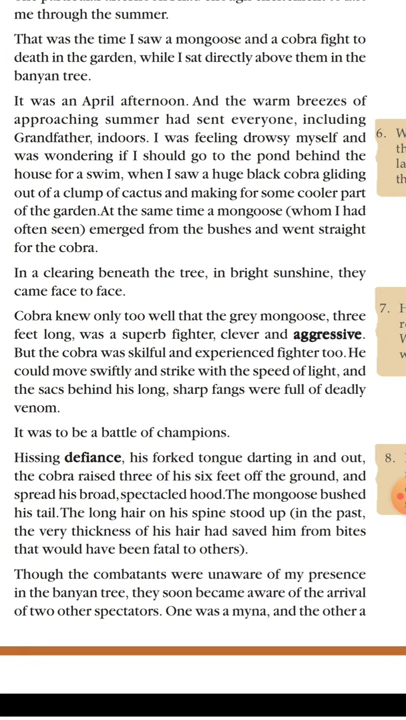 me through the summer.
That was the time I saw a mongoose and a cobra fight to
death in the garden, while I sat directly above them in the
banyan tree.
It was an April afternoon. And the warm breezes of
approaching summer had sent everyone, including
Grandfather, indoors. I was feeling drowsy myself and
was wondering if I should go to the pond behind the
house for a swim, when I saw a huge black cobra gliding
out of a clump of cactus and making for some cooler part
of the garden. At the same time a mongoose (whom I had
often seen) emerged from the bushes and went straight
for the cobra.
In a clearing beneath the tree, in bright sunshine, they
came face to face.
Cobra knew only too well that the grey mongoose, three
feet long, was a superb fighter, clever and aggressive.
But the cobra was skilful and experienced fighter too. He
could move swiftly and strike with the speed of light, and
the sacs behind his long, sharp fangs were full of deadly
venom.
It was to be a battle of champions.
Hissing defiance, his forked tongue darting in and out,
the cobra raised three of his six feet off the ground, and
spread his broad, spectacled hood. The mongoose bushed
his tail. The long hair on his spine stood up (in the past,
the very thickness of his hair had saved him from bites
that would have been fatal to others).
Though the combatants were unaware of my presence
in the banyan tree, they soon became aware of the arrival
of two other spectators. One was a myna, and the other a
6.
7.
8.